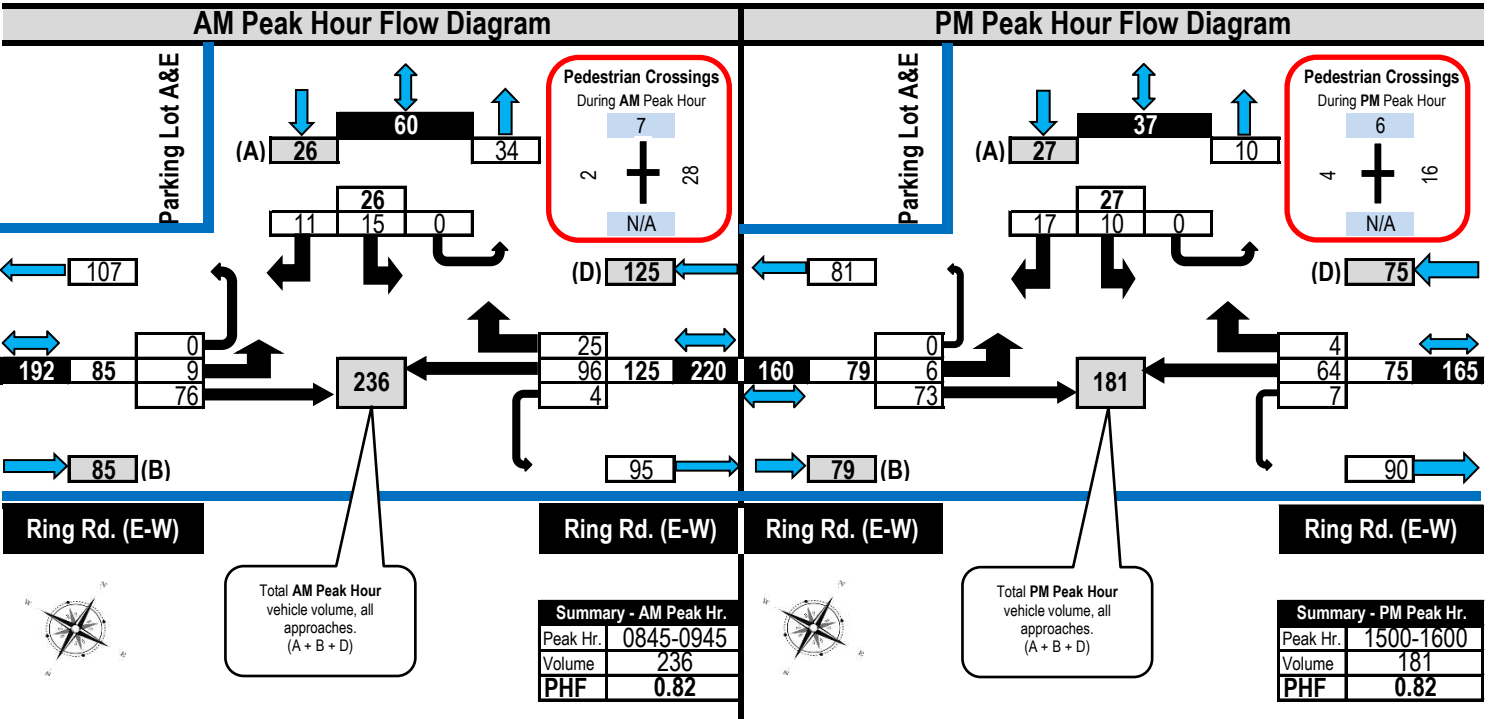 AM Peak Hour Flow Diagram
Parking Lot A&E
Pedestrian Crossings
During AM Peak Hour
7
2
28
N/A
60
(A) 26
34
26
11 15 0
107
(D) 125
0
192 85 9
76
236
25
96 125 220
4
85 (B)
95
Ring Rd. (E-W)
Ring Rd. (E-W)
Total AM Peak Hour
vehicle volume, all
approaches.
(A + B + D)
Summary - AM Peak Hr.
Peak Hr. 0845-0945
Volume 236
PHF 0.82
PM Peak Hour Flow Diagram
Parking Lot A&E
Pedestrian Crossings
During PM Peak Hour
6
4
16
N/A
37
(A) 27
10
27
17 10 0
81
(D) 75
0
160 79 6
73
181
4
64 75 165
7
79 (B)
90
Ring Rd. (E-W)
Ring Rd. (E-W)
Total PM Peak Hour
vehicle volume, all
approaches.
(A + B + D)
Summary - PM Peak Hr.
Peak Hr. 1500-1600
Volume 181
PHF 0.82